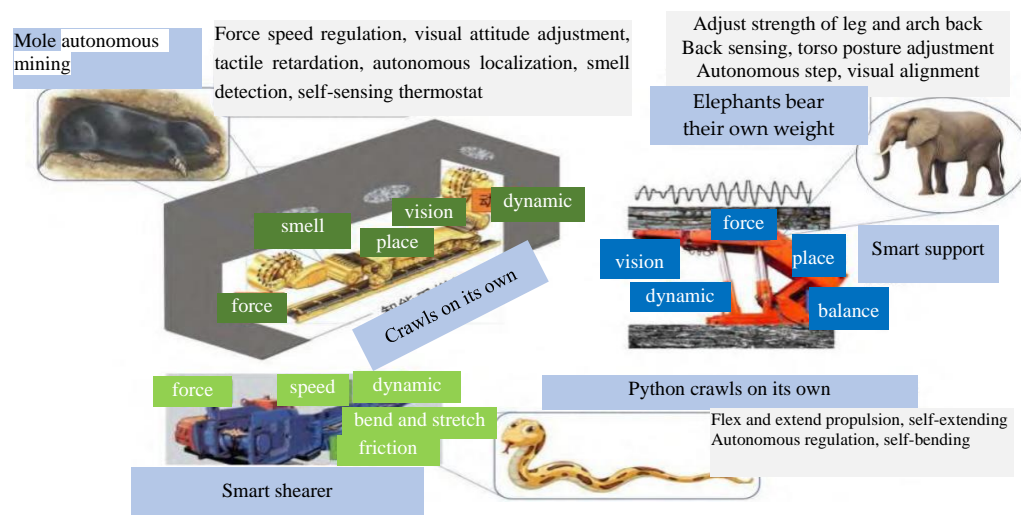 Mole autonomous
mining
Force speed regulation, visual attitude adjustment,
tactile retardation, autonomous localization, smell
detection, self-sensing thermostat
Adjust strength of leg and arch back
Back sensing, torso posture adjustment
Autonomous step, visual alignment
Elephants bear
their own weight
dynamic
vision
smell
place
force
Crawls on its own
force
vision
place
dynamic
balance
Smart support
force
speed
dynamic
bend and stretch
friction
Smart shearer
Python crawls on its own
Flex and extend propulsion, self-extending
Autonomous regulation, self-bending